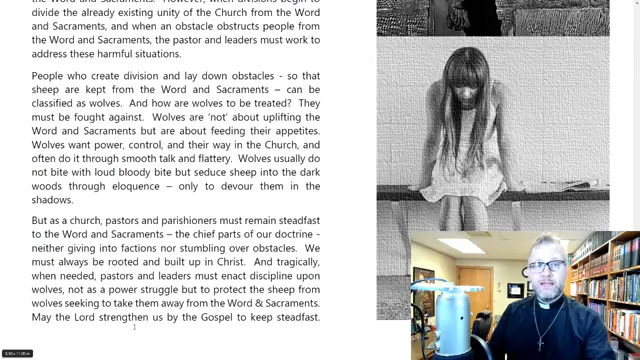 the Word and Sacraments. However, when divisions begin to
divide the already existing unity of the Church from the Word
and Sacraments, and when an obstacle obstructs people from
the Word and Sacraments, the pastor and leaders must work to
address these harmful situations.
People who create division and lay down obstacles - so that
sheep are kept from the Word and Sacraments – can be
classified as wolves. And how are wolves to be treated? They
must be fought against. Wolves are ‘not’ about uplifting the
Word and Sacraments but are about feeding their appetites.
Wolves want power, control, and their way in the Church, and
often do it through smooth talk and flattery. Wolves usually do
not bite with loud bloody bite but seduce sheep into the dark
woods through eloquence – only to devour them in the
shadows.
But as a church, pastors and parishioners must remain steadfast
to the Word and Sacraments – the chief parts of our doctrine -
neither giving into factions nor stumbling over obstacles. We
must always be rooted and built up in Christ. And tragically,
when needed, pastors and leaders must enact discipline upon
wolves, not as a power struggle but to protect the sheep from
wolves seeking to take them away from the Word & Sacraments.
May the Lord strengthen us by the Gospel to keep steadfast.
8.50 x 11.00 in